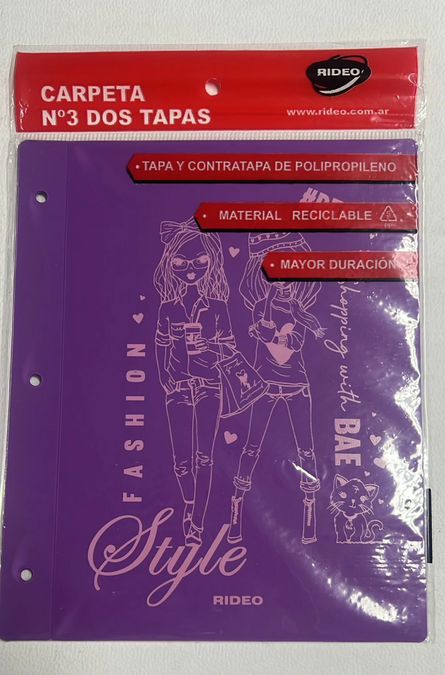 CARPETA
Nº3 DOS TAPAS
RIDEO
www.rideo.com.ar
• TAPA Y CONTRATAPA DE POLIPROPILENO
• MATERIAL RECICLABLE
• MAYOR DURACIÓN
shopping with
BAE
FASHION
Style
RIDEO